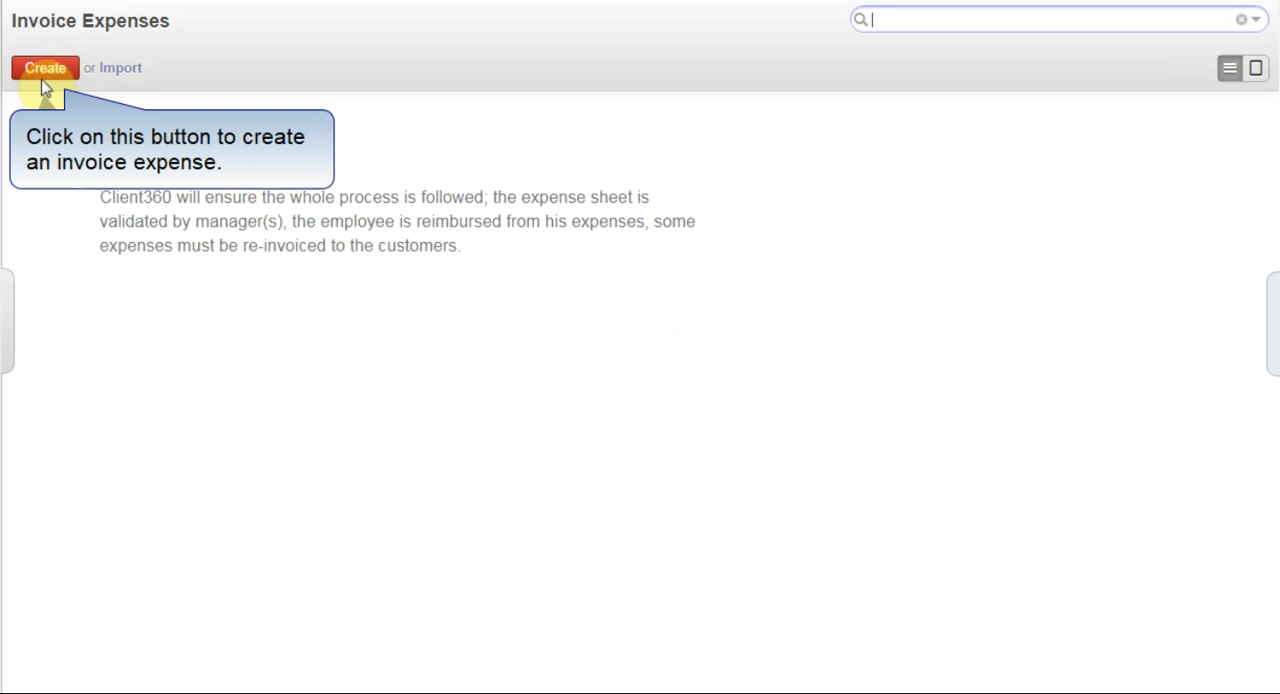 Invoice Expenses
Create or Import
Click on this button to create
an invoice expense.
Client360 will ensure the whole process is followed; the expense sheet is
validated by manager(s), the employee is reimbursed from his expenses, some
expenses must be re-invoiced to the customers.